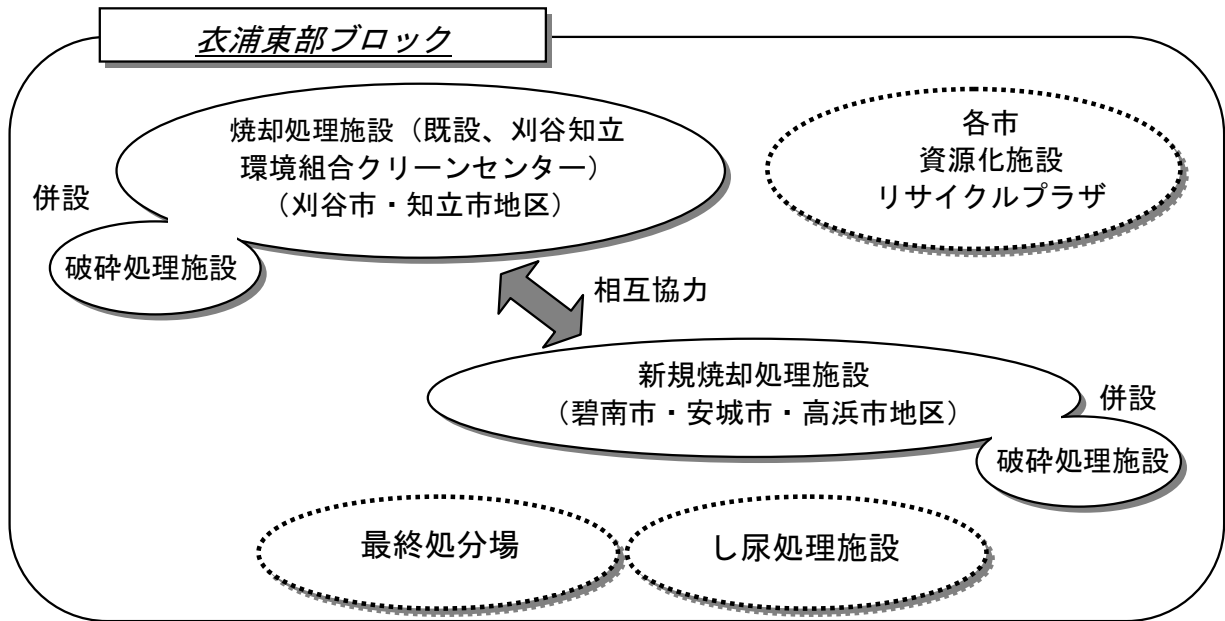 衣浦東部ブロック
焼却処理施設（既設、刈谷知立
環境組合クリーンセンター）
（刈谷市・知立市地区）
併設
破砕処理施設
各市
資源化施設
リサイクルプラザ
相互協力
新規焼却処理施設
（碧南市・安城市・高浜市地区）
併設
破砕処理施設
最終処分場
し尿処理施設